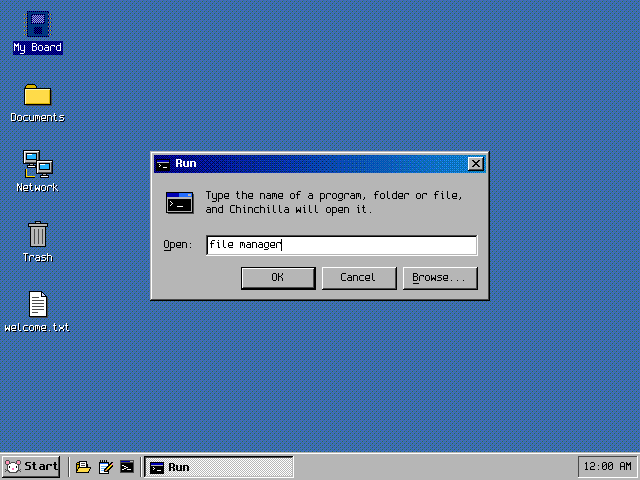 My Board
Documents
Network
Trash
welcome.txt
Run
Type the name of a program, folder or file,
and Chinchilla will open it.
Open: file manager
OK Cancel Browse...
Start Run 12:00 AM